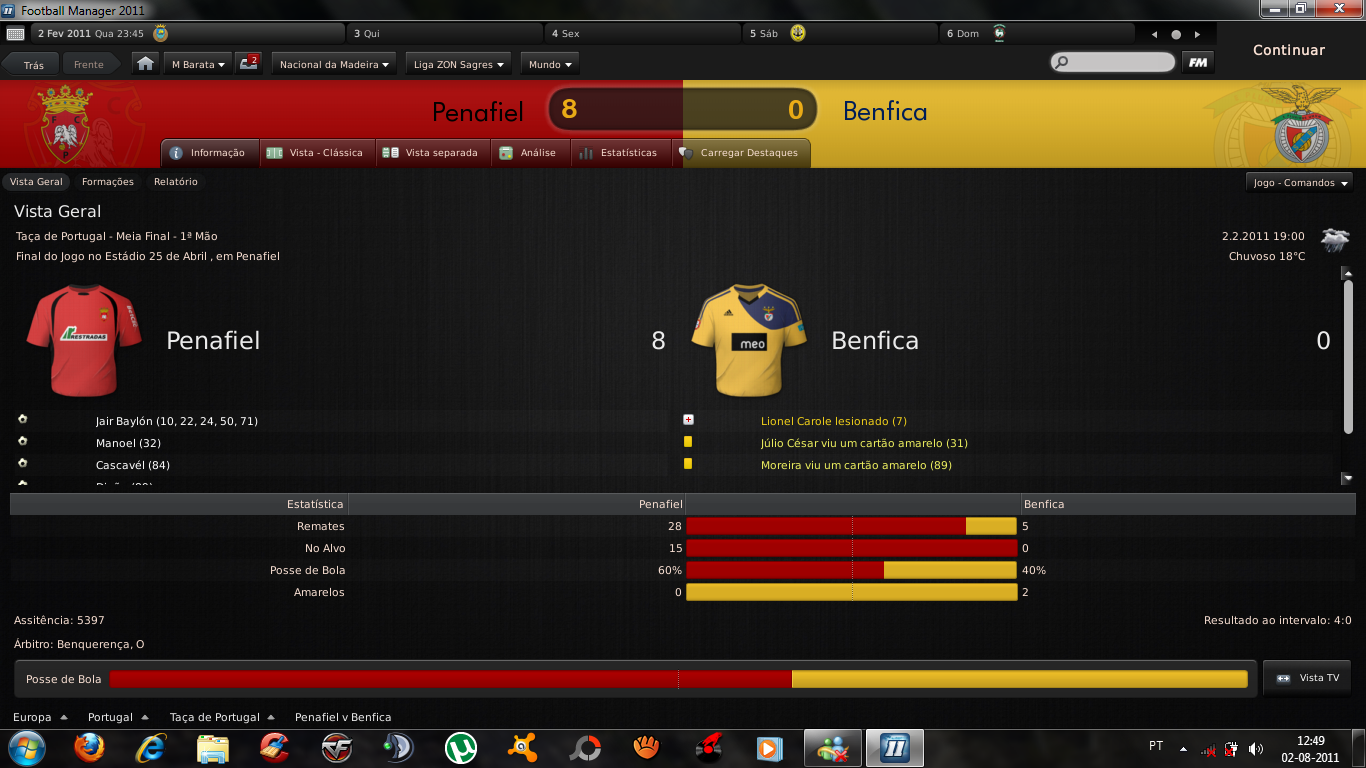 Football Manager 2011
2 Fev 2011 Qua 23:45
3 Qui
4 Sex
5 Sáb
6 Dom
Continuar
Trás
Frente
M Barata
2
Nacional da Madeira
Liga ZON Sagres
Mundo
FM
Penafiel
8
0
Benfica
Informação
Vista - Clássica
Vista separada
Análise
Estatísticas
Carregar Destaques
Vista Geral
Formações
Relatório
Jogo - Comandos
Vista Geral
Taça de Portugal - Meia Final - 1ª Mão
2.2.2011 19:00
Final do Jogo no Estádio 25 de Abril , em Penafiel
Chuvoso 18°C
RESTRADAS
Penafiel
8
meo
Benfica
0
Jair Baylón (10, 22, 24, 50, 71)
Lionel Carole lesionado (7)
Manoel (32)
Júlio César viu um cartão amarelo (31)
Cascavél (84)
Moreira viu um cartão amarelo (89)
Estatística
Penafiel
Benfica
Remates
28
5
No Alvo
15
0
Posse de Bola
60%
40%
Amarelos
0
2
Assitência: 5397
Resultado ao intervalo: 4:0
Árbitro: Benquerença, O
Posse de Bola
Vista TV
Europa
Portugal
Taça de Portugal
Penafiel v Benfica
PT
12:49
02-08-2011